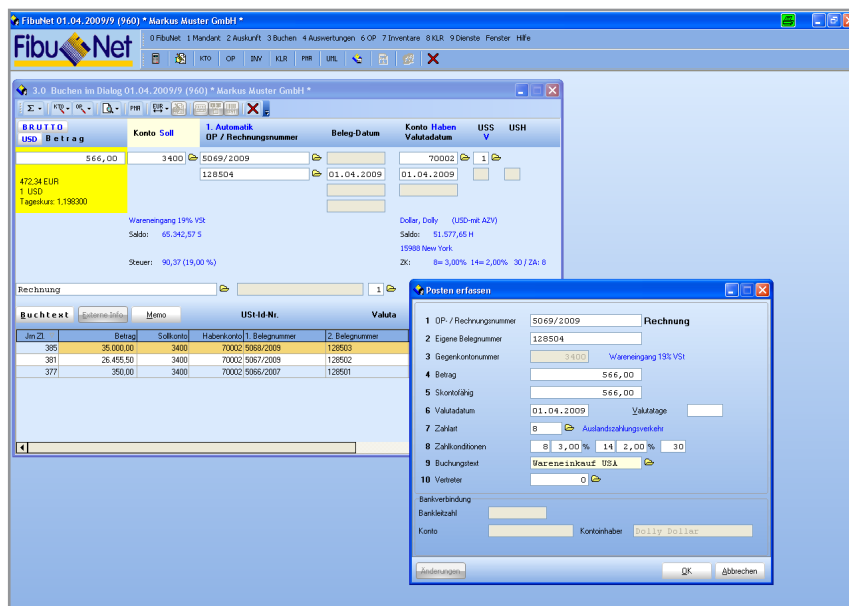 FibuNet 01.04.2009/9 (960) * Markus Muster GmbH *
FibuNet
0 FibuNet 1 Mandant 2 Auskunft 3 Buchen 4 Auswertungen 6 OP 7 Inventare 8 KLR 9 Dienste Fenster Hilfe
KTO OP INV KLR PMR UML
3.0 Buchen im Dialog 01.04.2009/9 (960) * Markus Muster GmbH *
Σ KTO OP PMR EUR
BRUTTO
USD Betrag
Konto Soll
1. Automatik
OP / Rechnungsnummer
Beleg-Datum
Konto Haben
Valutadatum
USS
V
USH
566,00 3400 5069/2009 70002 1
128504 01.04.2009 01.04.2009
472,34 EUR
1 USD
Tageskurs: 1,198300
Wareneingang 19% VSt
Saldo: 65.342,57 S
Steuer: 90,37 (19,00 %)
Dollar, Dolly (USD-mit AZV)
Saldo: 51.577,65 H
15988 New York
ZK: 8= 3,00% 14= 2,00% 30 / ZA: 8
Rechnung 1
Buchtext Externe Info Memo USt-Id-Nr. Valuta
Jrn Zl. Betrag Sollkonto Habenkonto 1. Belegnummer 2. Belegnummer
385 35.000,00 3400 70002 5068/2009 128503
381 26.455,50 3400 70002 5067/2009 128502
377 350,00 3400 70002 5066/2007 128501
Posten erfassen
1 OP- / Rechnungsnummer 5069/2009 Rechnung
2 Eigene Belegnummer 128504
3 Gegenkontonummer 3400 Wareneingang 19% VSt
4 Betrag 566,00
5 Skontofähig 566,00
6 Valutadatum 01.04.2009 Valutatage
7 Zahlart 8 Auslandszahlungsverkehr
8 Zahlkonditionen 8 3,00 % 14 2,00 % 30
9 Buchungstext Wareneinkauf USA
10 Vertreter 0
Bankverbindung
Bankleitzahl
Konto Kontoinhaber Dolly Dollar
Änderungen OK Abbrechen